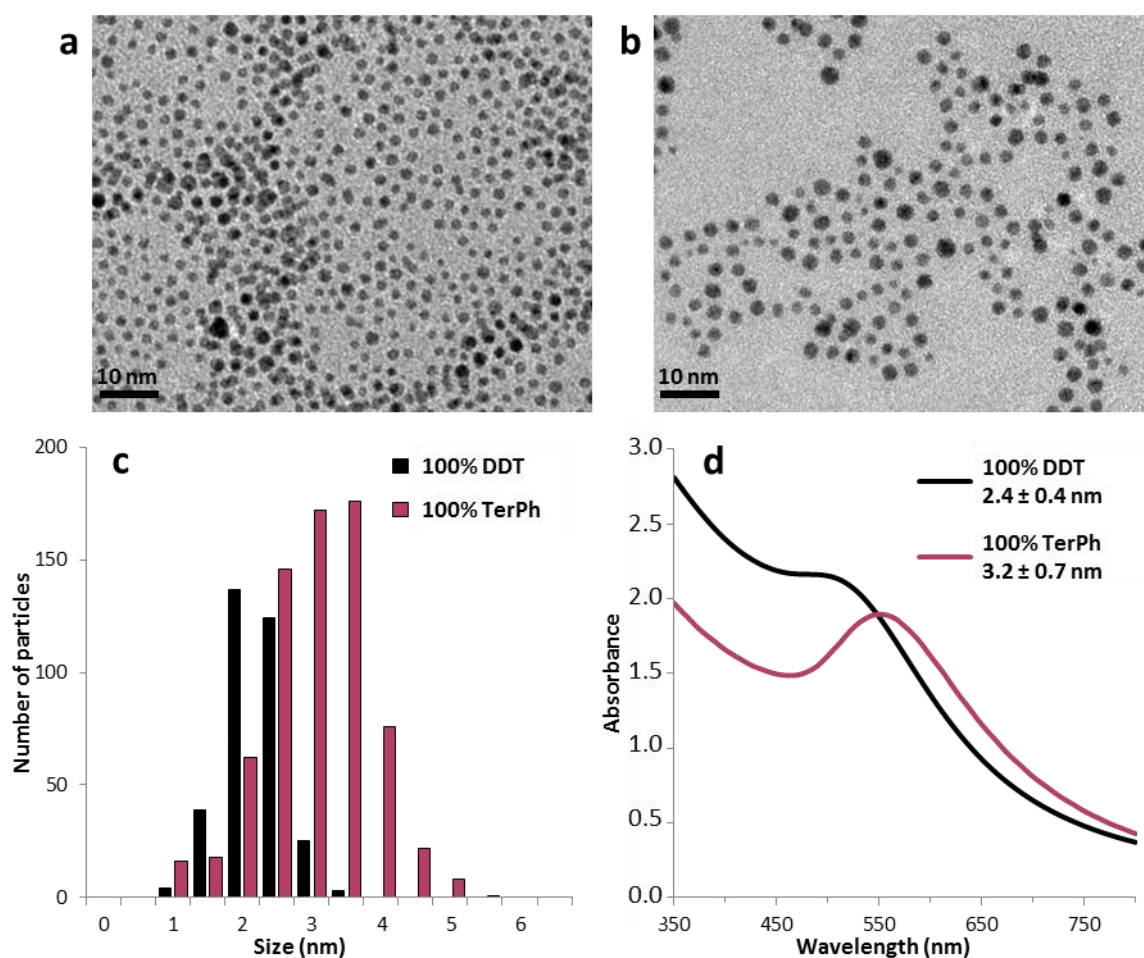 a
10 nm
b
10 nm
c
100% DDT
100% TerPh
Number of particles
200
150
100
50
0
0 1 2 3 4 5 6
Size (nm)
d
100% DDT
2.4 ± 0.4 nm
100% TerPh
3.2 ± 0.7 nm
Absorbance
3.0
2.5
2.0
1.5
1.0
0.5
0.0
350 450 550 650 750
Wavelength (nm)